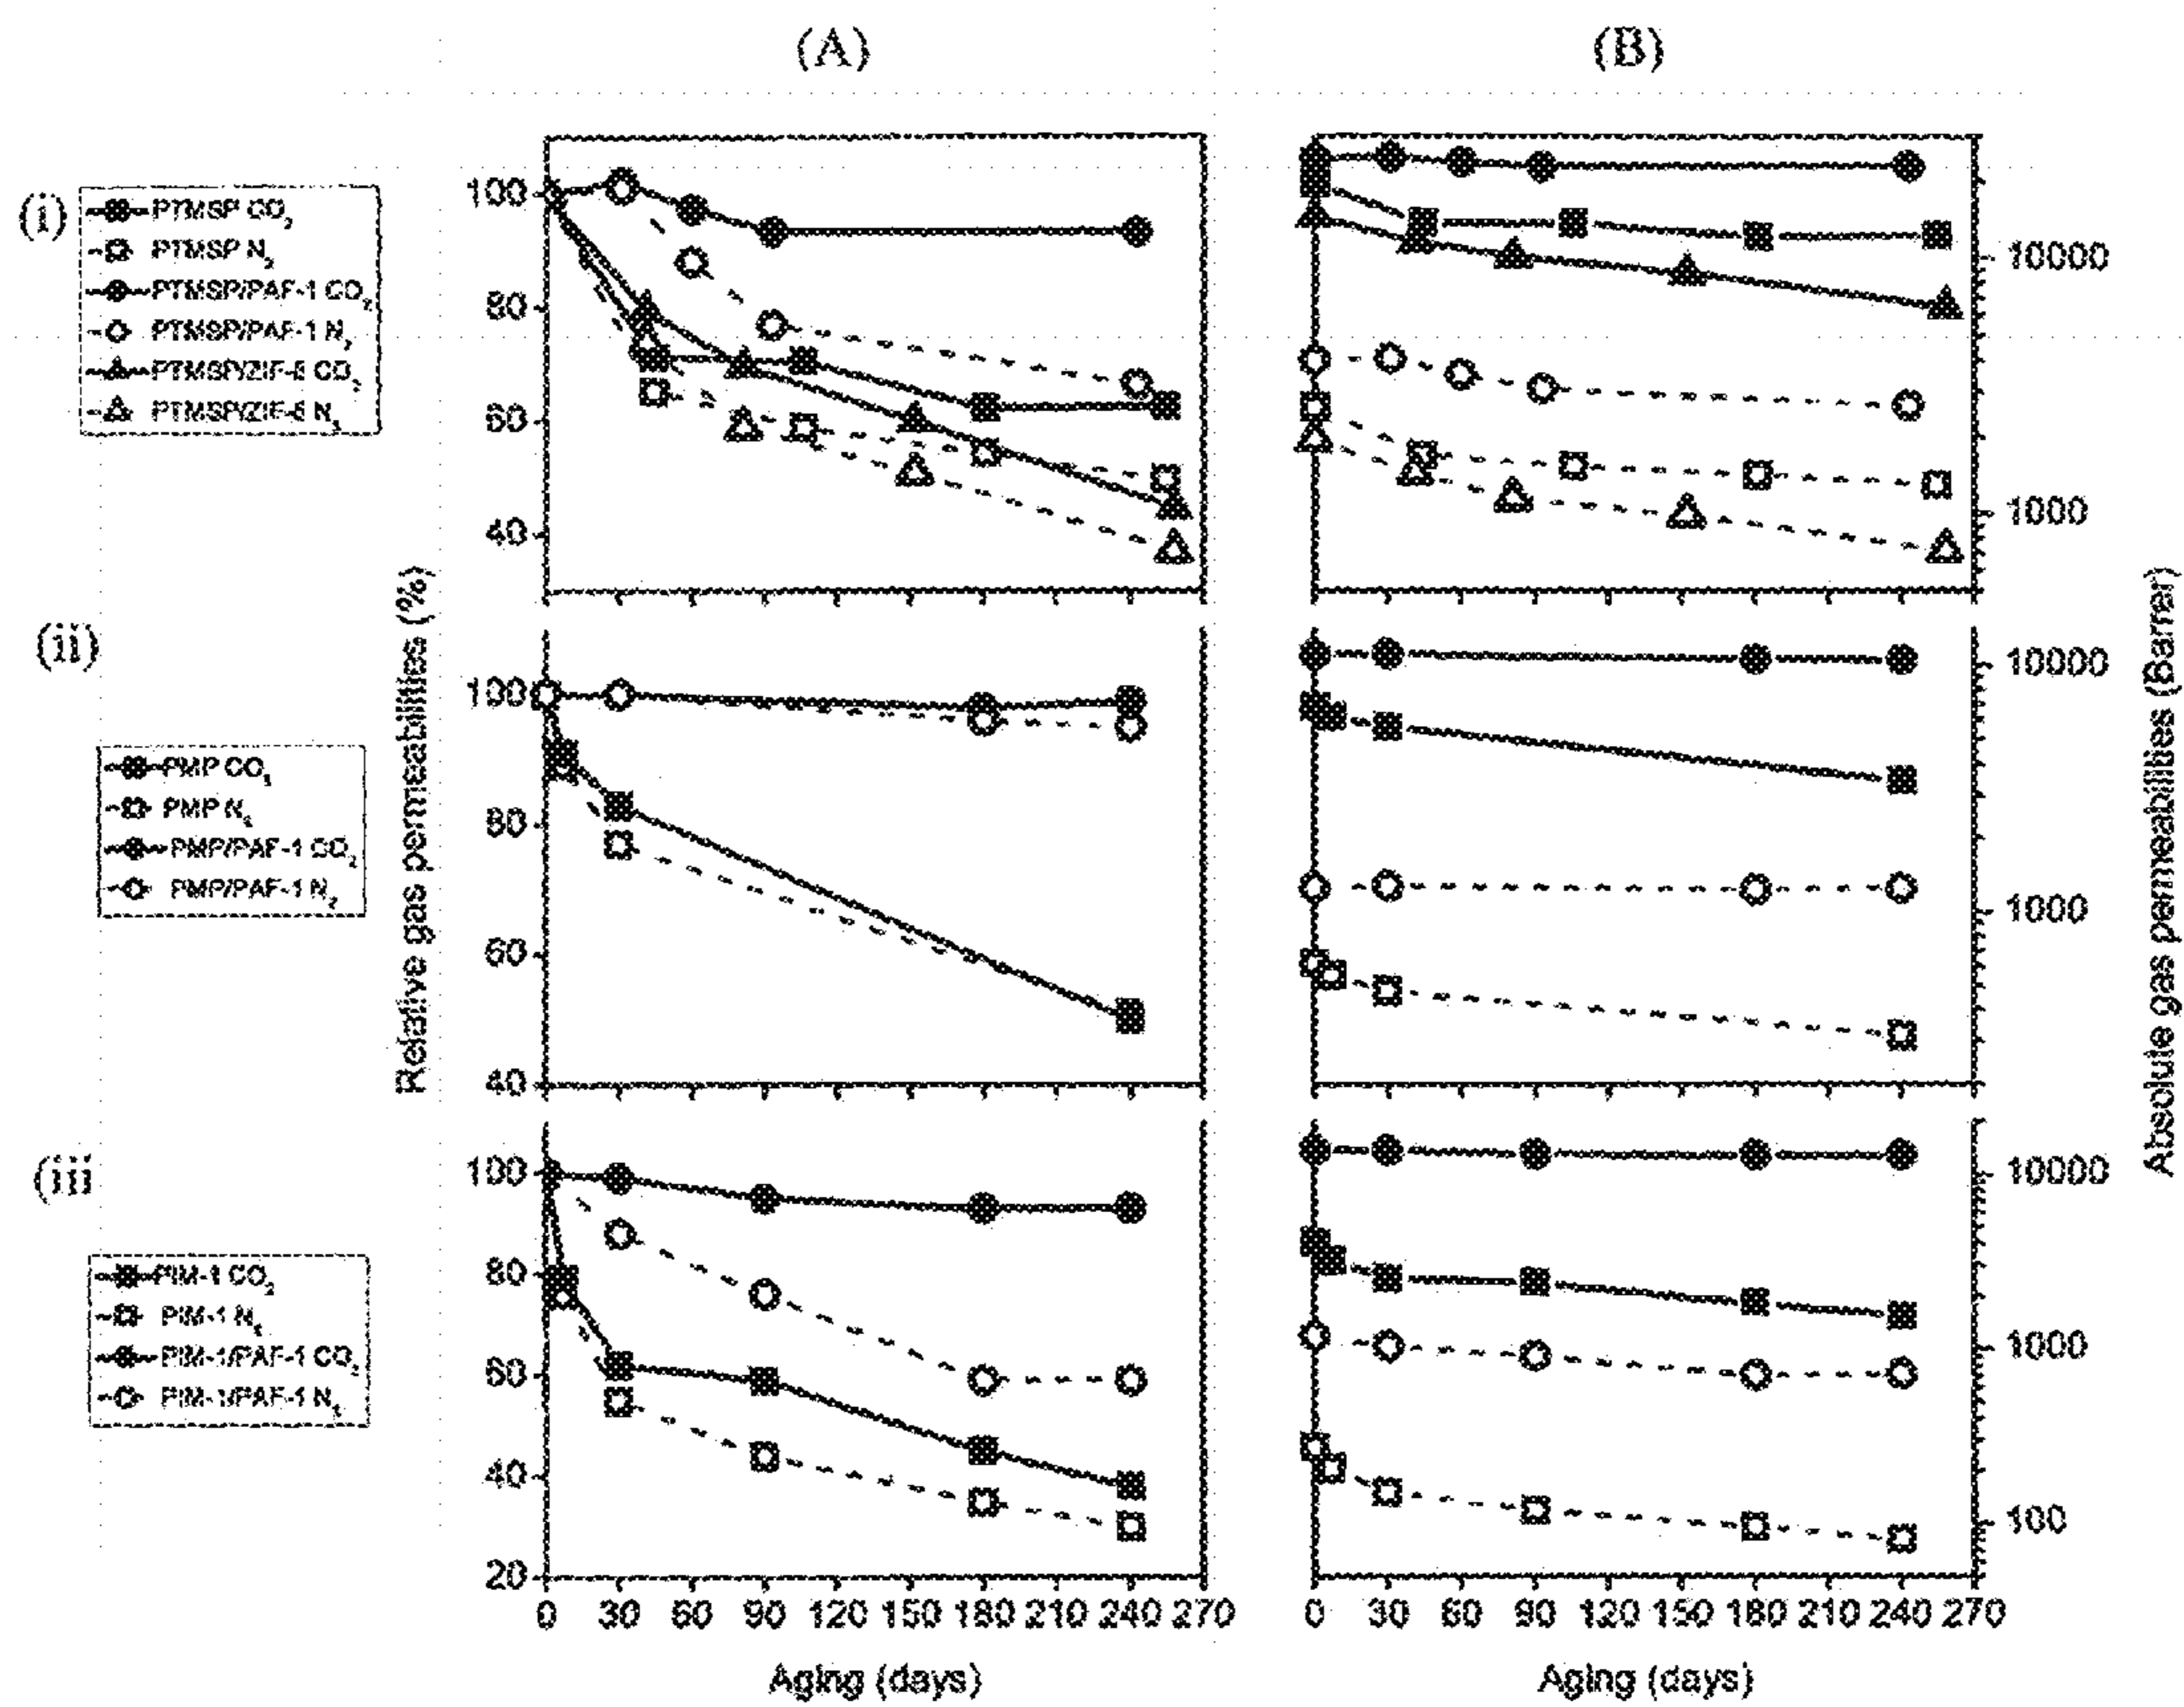 (A)
(B)
(i)
PTMSP CO2
PTMSP N2
PTMSP/PAF-1 CO2
PTMSP/PAF-1 N2
PTMSP/ZIF-8 CO2
PTMSP/ZIF-8 N2
100
80
60
40
10000
1000
(ii)
PMP CO2
PMP N2
PMP/PAF-1 CO2
PMP/PAF-1 N2
100
80
60
40
10000
1000
Relative gas permeabilities (%)
Absolute gas permeabilities (Barrer)
(iii
PIM-1 CO2
PIM-1 N2
PIM-1/PAF-1 CO2
PIM-1/PAF-1 N2
100
80
60
40
20
10000
1000
100
0 30 60 90 120 150 180 210 240 270
0 30 60 90 120 150 180 210 240 270
Aging (days)
Aging (days)